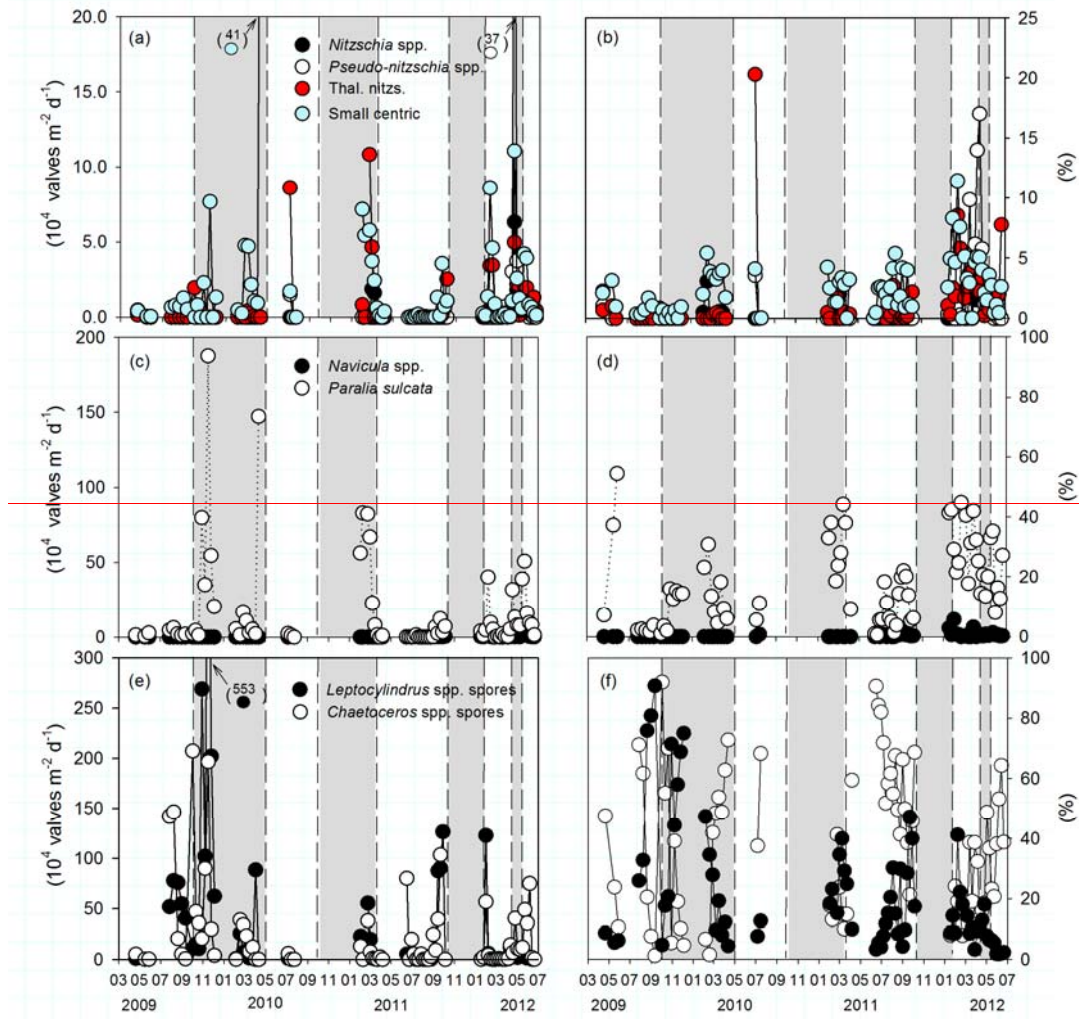 (a)
(41)
(37)
Nitzschia spp.
Pseudo-nitzschia spp.
Thal. nitzs.
Small centric
20.0
15.0
10.0
5.0
0.0
(10⁴ valves m⁻² d⁻¹)
(b)
25
20
15
10
5
0
(%)
(c)
Navicula spp.
Paralia sulcata
200
150
100
50
0
(10⁴ valves m⁻² d⁻¹)
(d)
100
80
60
40
20
0
(%)
(e)
(553)
Leptocylindrus spp. spores
Chaetoceros spp. spores
300
250
200
150
100
50
0
(10⁴ valves m⁻² d⁻¹)
(f)
100
80
60
40
20
0
(%)
03 05 07 09 11 01 03 05 07 09 11 01 03 05 07 09 11 01 03 05 07
2009 2010 2011 2012
03 05 07 09 11 01 03 05 07 09 11 01 03 05 07 09 11 01 03 05 07
2009 2010 2011 2012